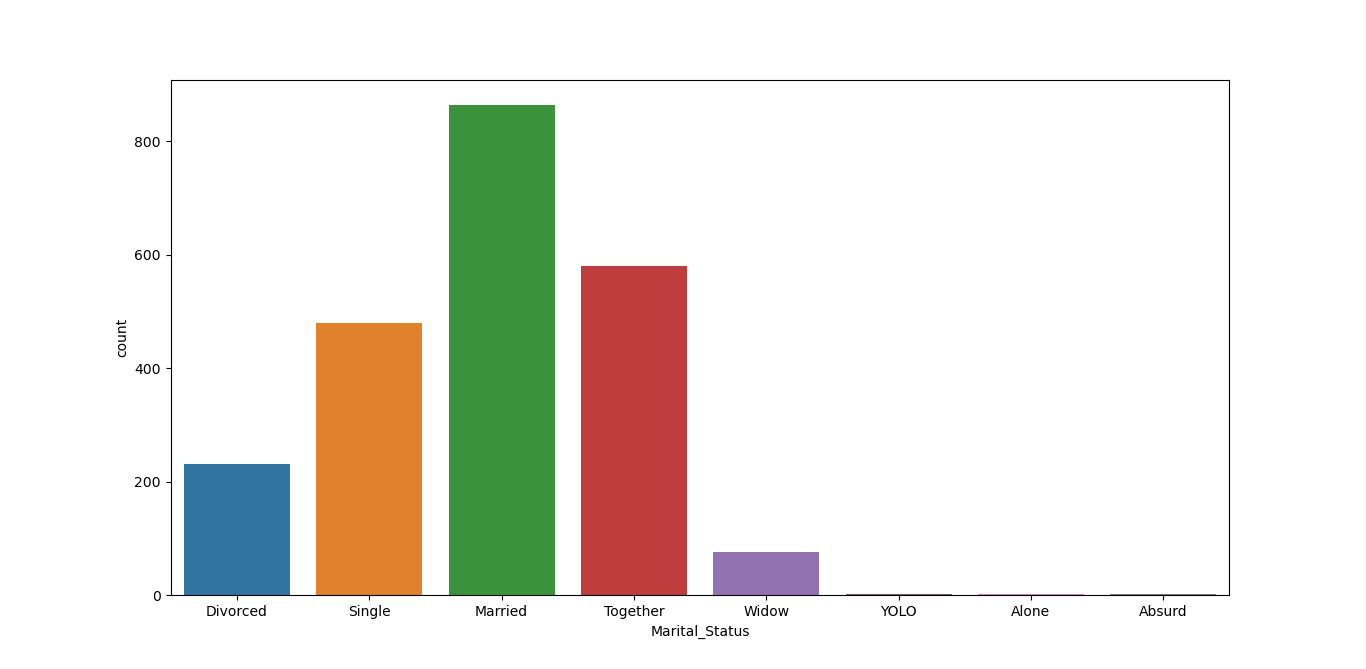 800
600
400
200
0
count
Divorced Single Married Together Widow YOLO Alone Absurd
Marital_Status